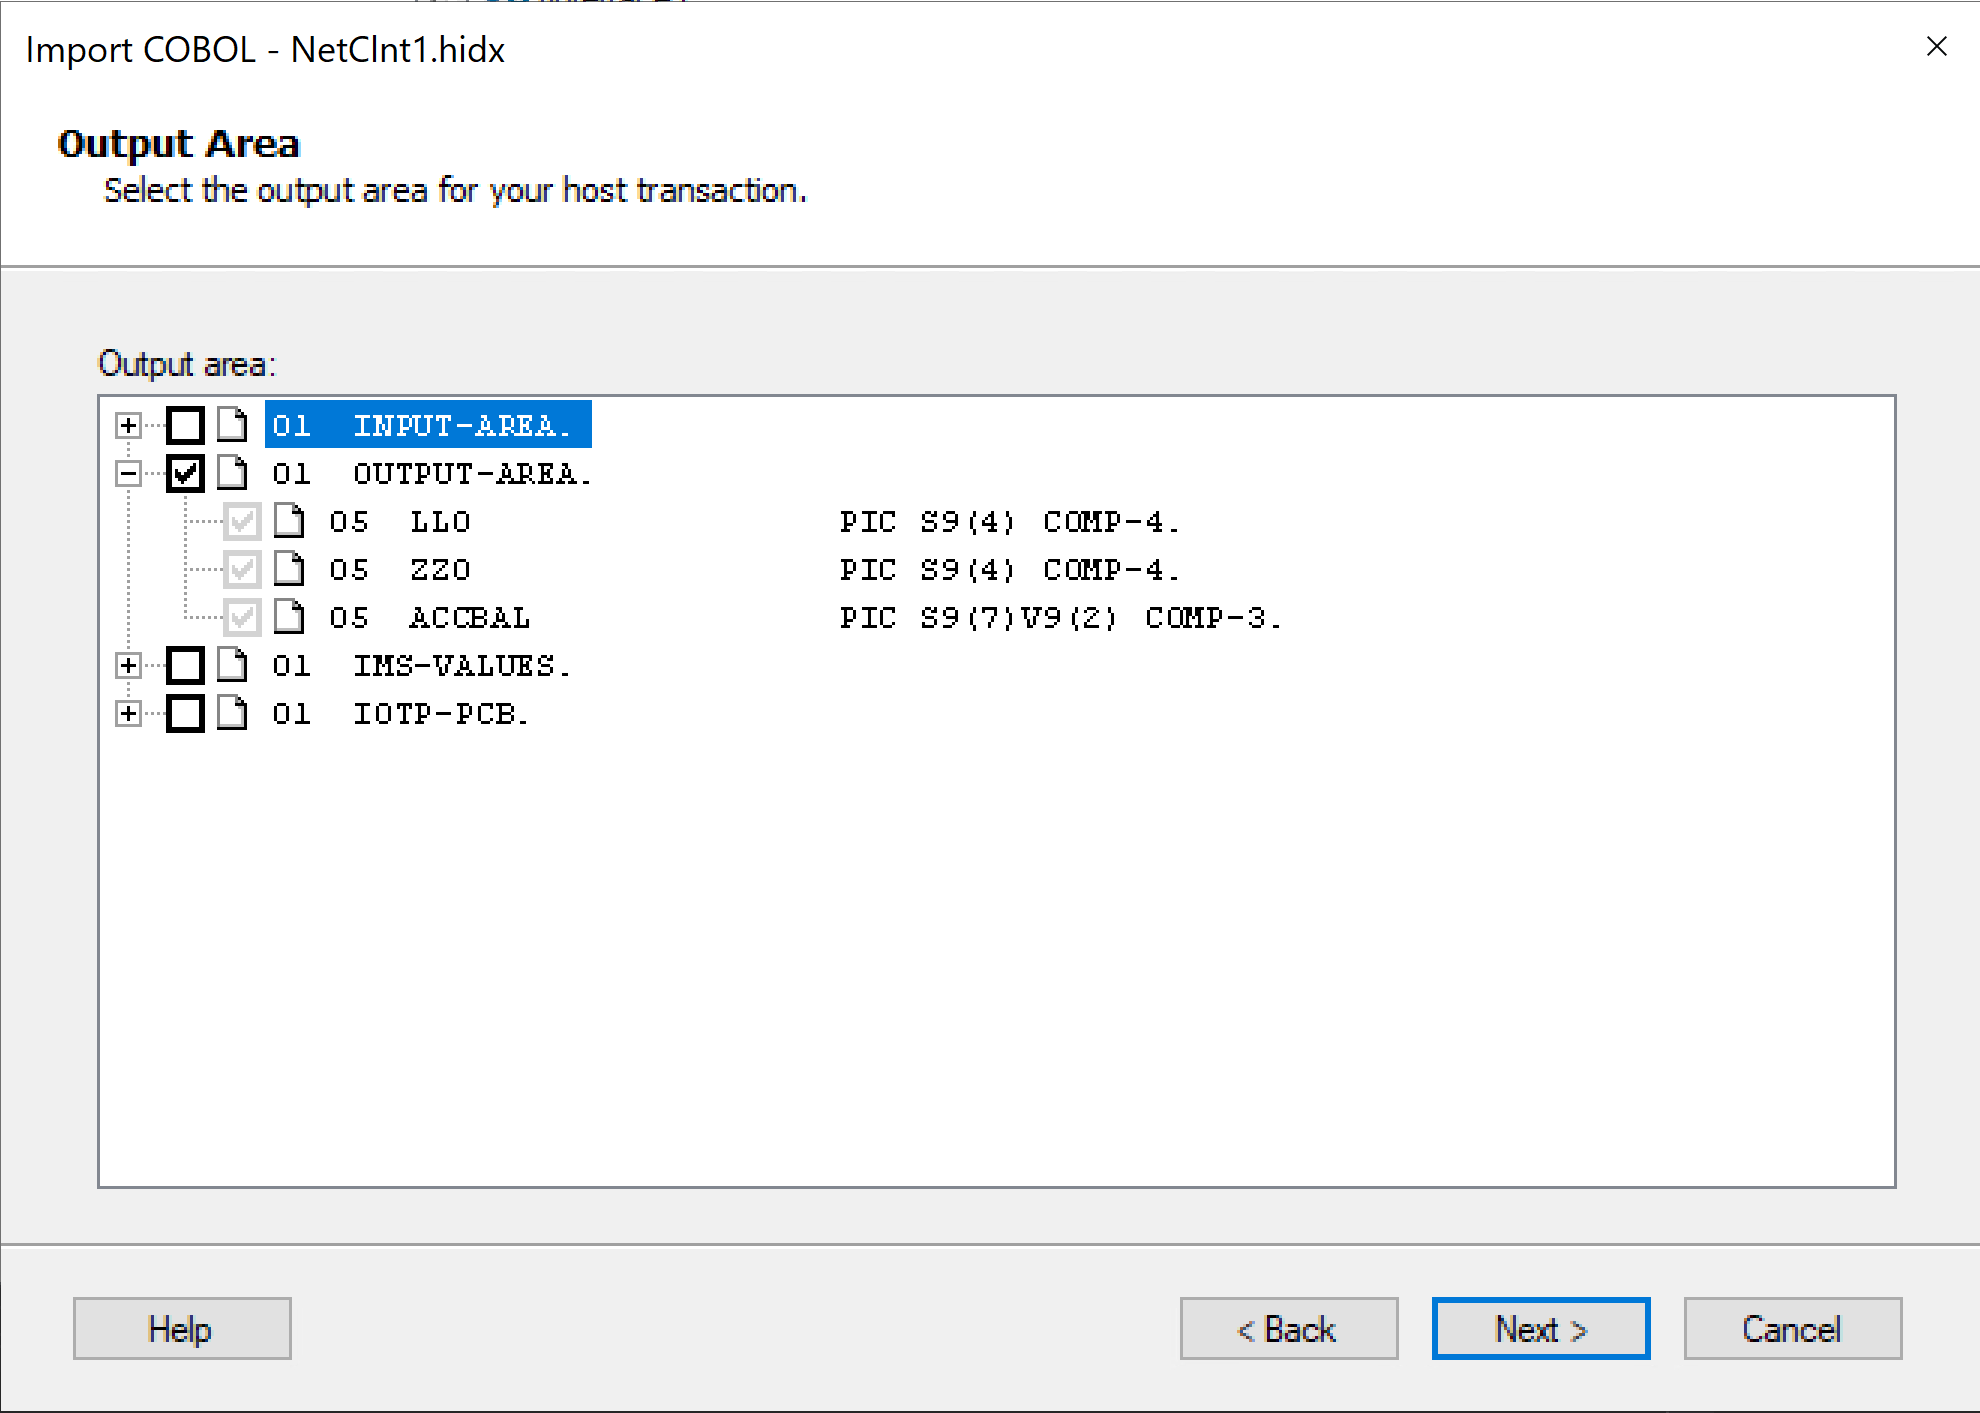 Import COBOL - NetClnt1.hidx
Output Area
Select the output area for your host transaction.
Output area:
01 INPUT-AREA.
01 OUTPUT-AREA.
05 LLO PIC S9(4) COMP-4.
05 ZZO PIC S9(4) COMP-4.
05 ACCBAL PIC S9(7)V9(2) COMP-3.
01 IMS-VALUES.
01 IOTP-PCB.
Help < Back Next > Cancel